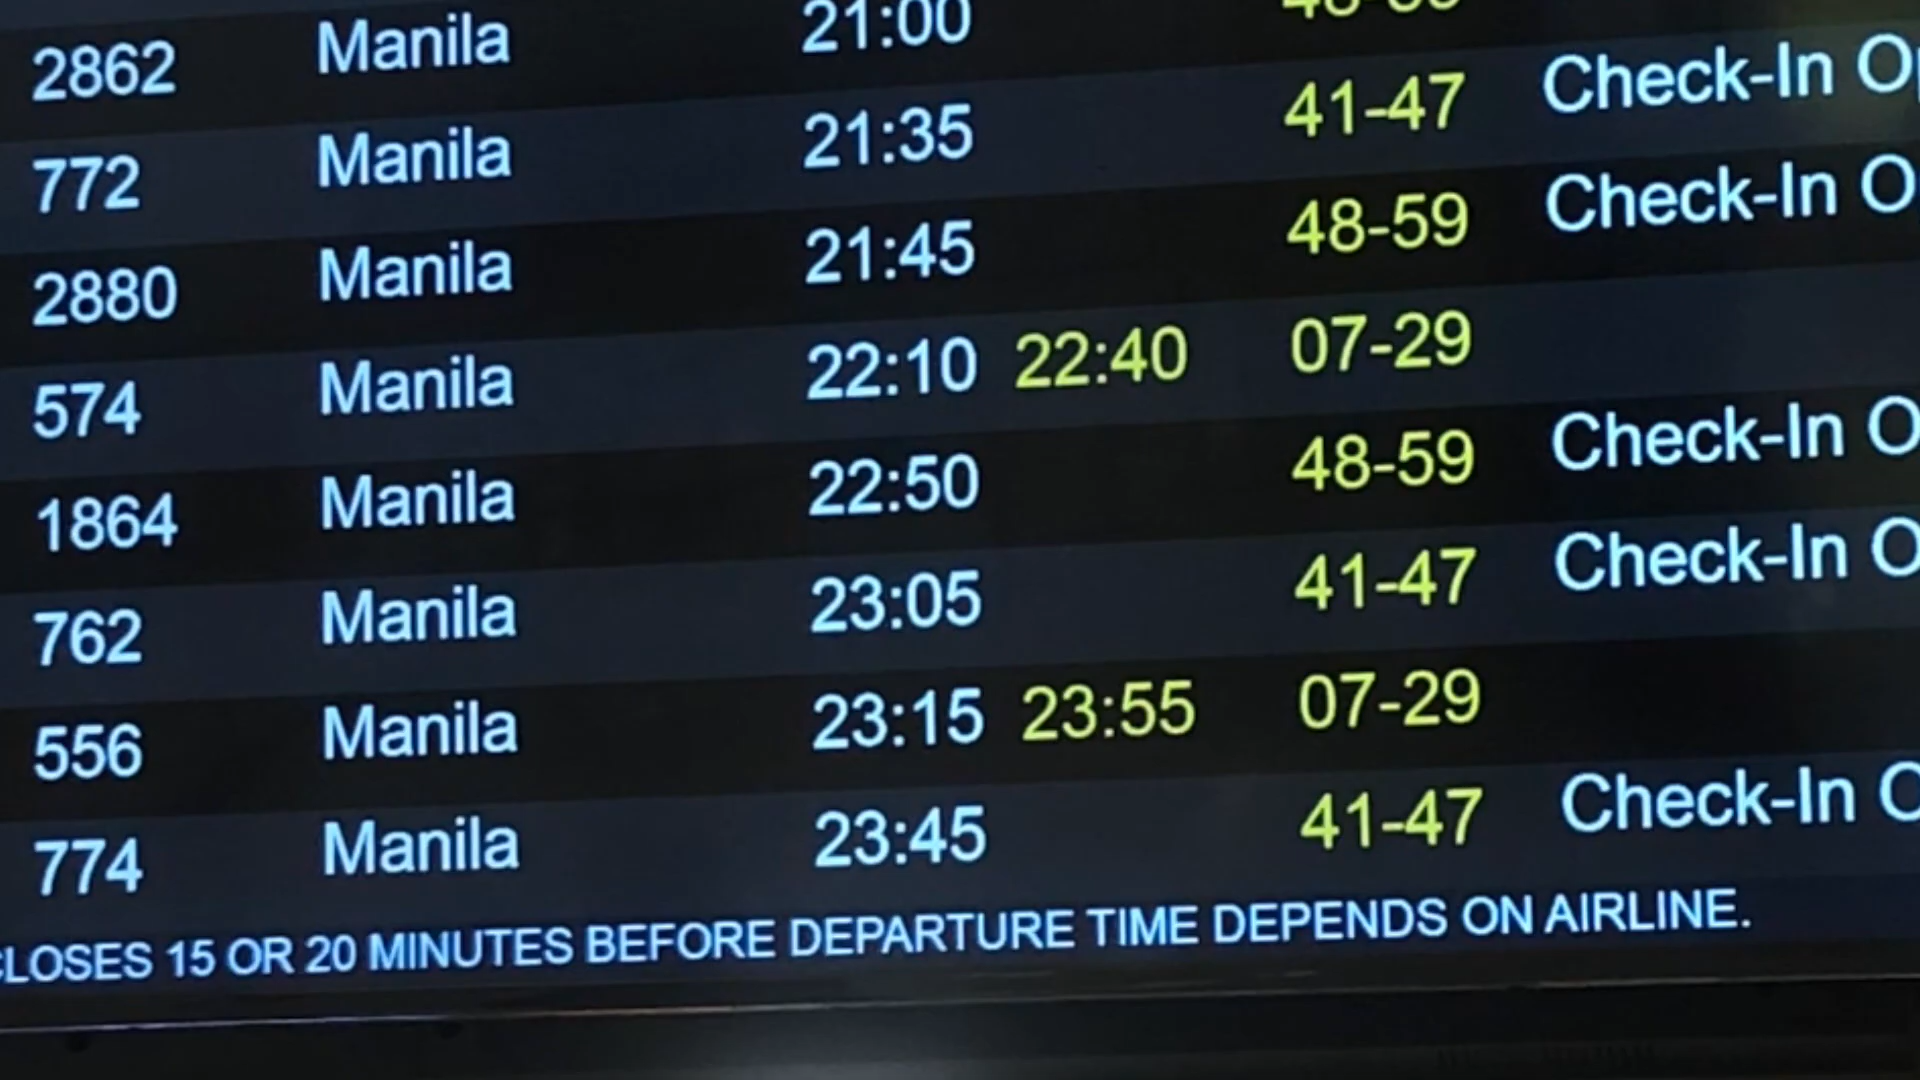 2862 Manila 21:00
772 Manila 21:35 41-47 Check-In
2880 Manila 21:45 48-59 Check-In
574 Manila 22:10 22:40 07-29
1864 Manila 22:50 48-59 Check-In
762 Manila 23:05 41-47 Check-In
556 Manila 23:15 23:55 07-29
774 Manila 23:45 41-47 Check-In
CLOSES 15 OR 20 MINUTES BEFORE DEPARTURE TIME DEPENDS ON AIRLINE.